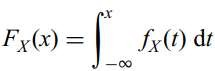 F_X(x) = ∫_{-∞}^{x} f_X(t) dt